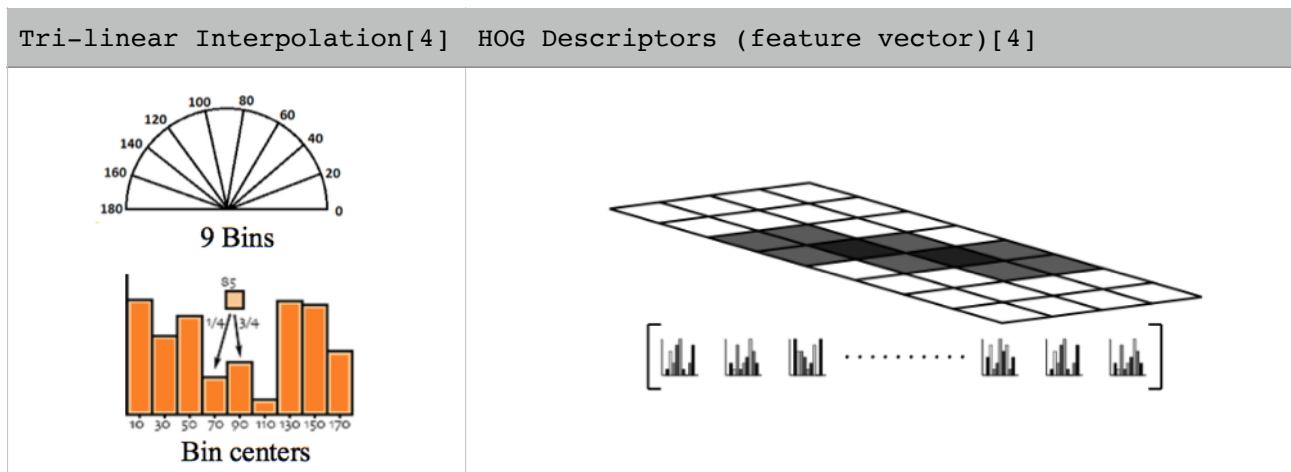 Tri-linear Interpolation[4] HOG Descriptors (feature vector)[4]
100 80
120 60
140 40
160 20
180 0
9 Bins
85
1/4 3/4
10 30 50 70 90 110 130 150 170
Bin centers